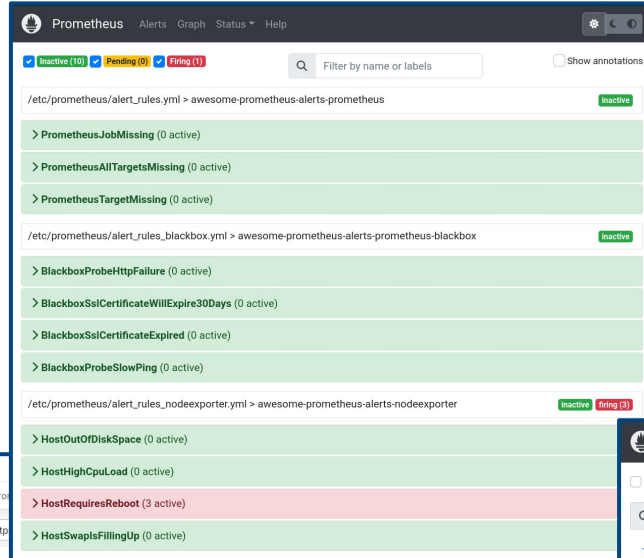 Prometheus Alerts Graph Status Help
Inactive (10) Pending (0) Firing (1)
Filter by name or labels
Show annotations
/etc/prometheus/alert_rules.yml > awesome-prometheus-alerts-prometheus inactive
PrometheusJobMissing (0 active)
PrometheusAllTargetsMissing (0 active)
PrometheusTargetMissing (0 active)
/etc/prometheus/alert_rules_blackbox.yml > awesome-prometheus-alerts-prometheus-blackbox inactive
BlackboxProbeHttpFailure (0 active)
BlackboxSslCertificateWillExpire30Days (0 active)
BlackboxSslCertificateExpired (0 active)
BlackboxProbeSlowPing (0 active)
/etc/prometheus/alert_rules_nodeexporter.yml > awesome-prometheus-alerts-nodeexporter inactive firing (3)
HostOutOfDiskSpace (0 active)
HostHighCpuLoad (0 active)
HostRequiresReboot (3 active)
HostSwapIsFillingUp (0 active)